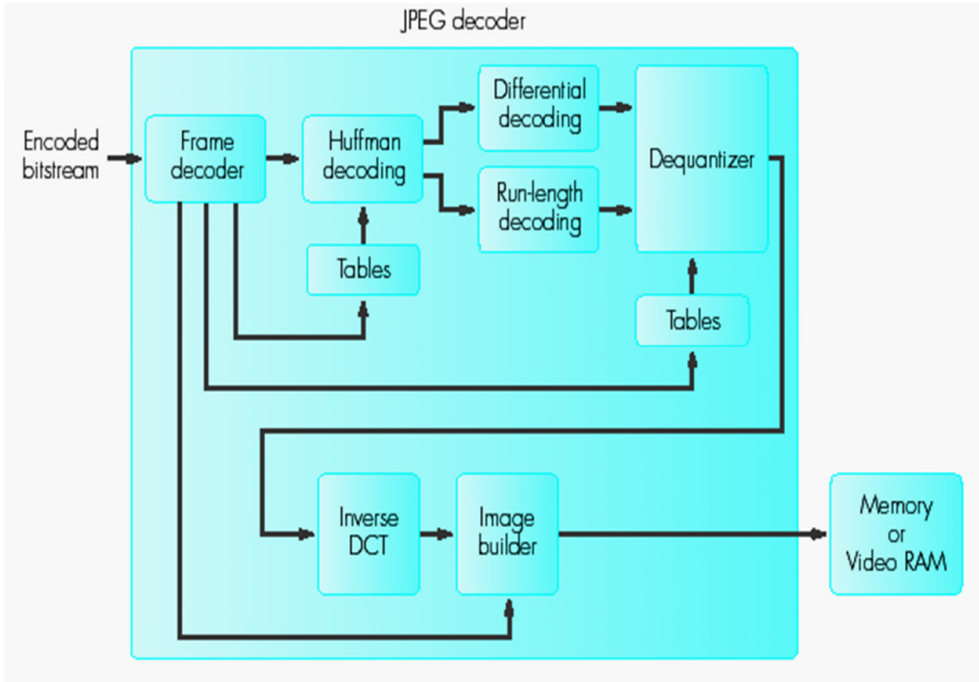 JPEG decoder
Encoded
bitstream
Frame
decoder
Huffman
decoding
Differential
decoding
Run-length
decoding
Dequantizer
Tables
Tables
Inverse
DCT
Image
builder
Memory
or
Video RAM